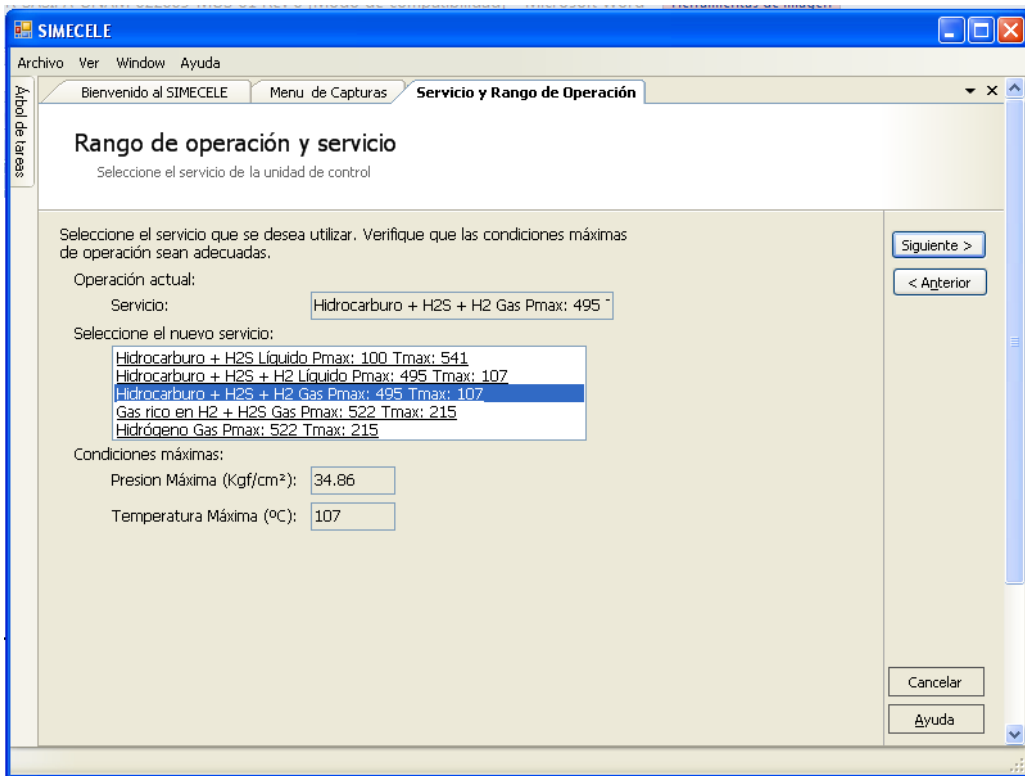 SIMECELE
Archivo Ver Window Ayuda
Árbol de tareas
Bienvenido al SIMECELE Menu de Capturas Servicio y Rango de Operación
Rango de operación y servicio
Seleccione el servicio de la unidad de control
Seleccione el servicio que se desea utilizar. Verifique que las condiciones máximas
de operación sean adecuadas.
Operación actual:
Servicio: Hidrocarburo + H2S + H2 Gas Pmax: 495
Seleccione el nuevo servicio:
Hidrocarburo + H2S Líquido Pmax: 100 Tmax: 541
Hidrocarburo + H2S + H2 Líquido Pmax: 495 Tmax: 107
Hidrocarburo + H2S + H2 Gas Pmax: 495 Tmax: 107
Gas rico en H2 + H2S Gas Pmax: 522 Tmax: 215
Hidrógeno Gas Pmax: 522 Tmax: 215
Condiciones máximas:
Presion Máxima (Kgf/cm²): 34.86
Temperatura Máxima (ºC): 107
Siguiente >
< Anterior
Cancelar
Ayuda